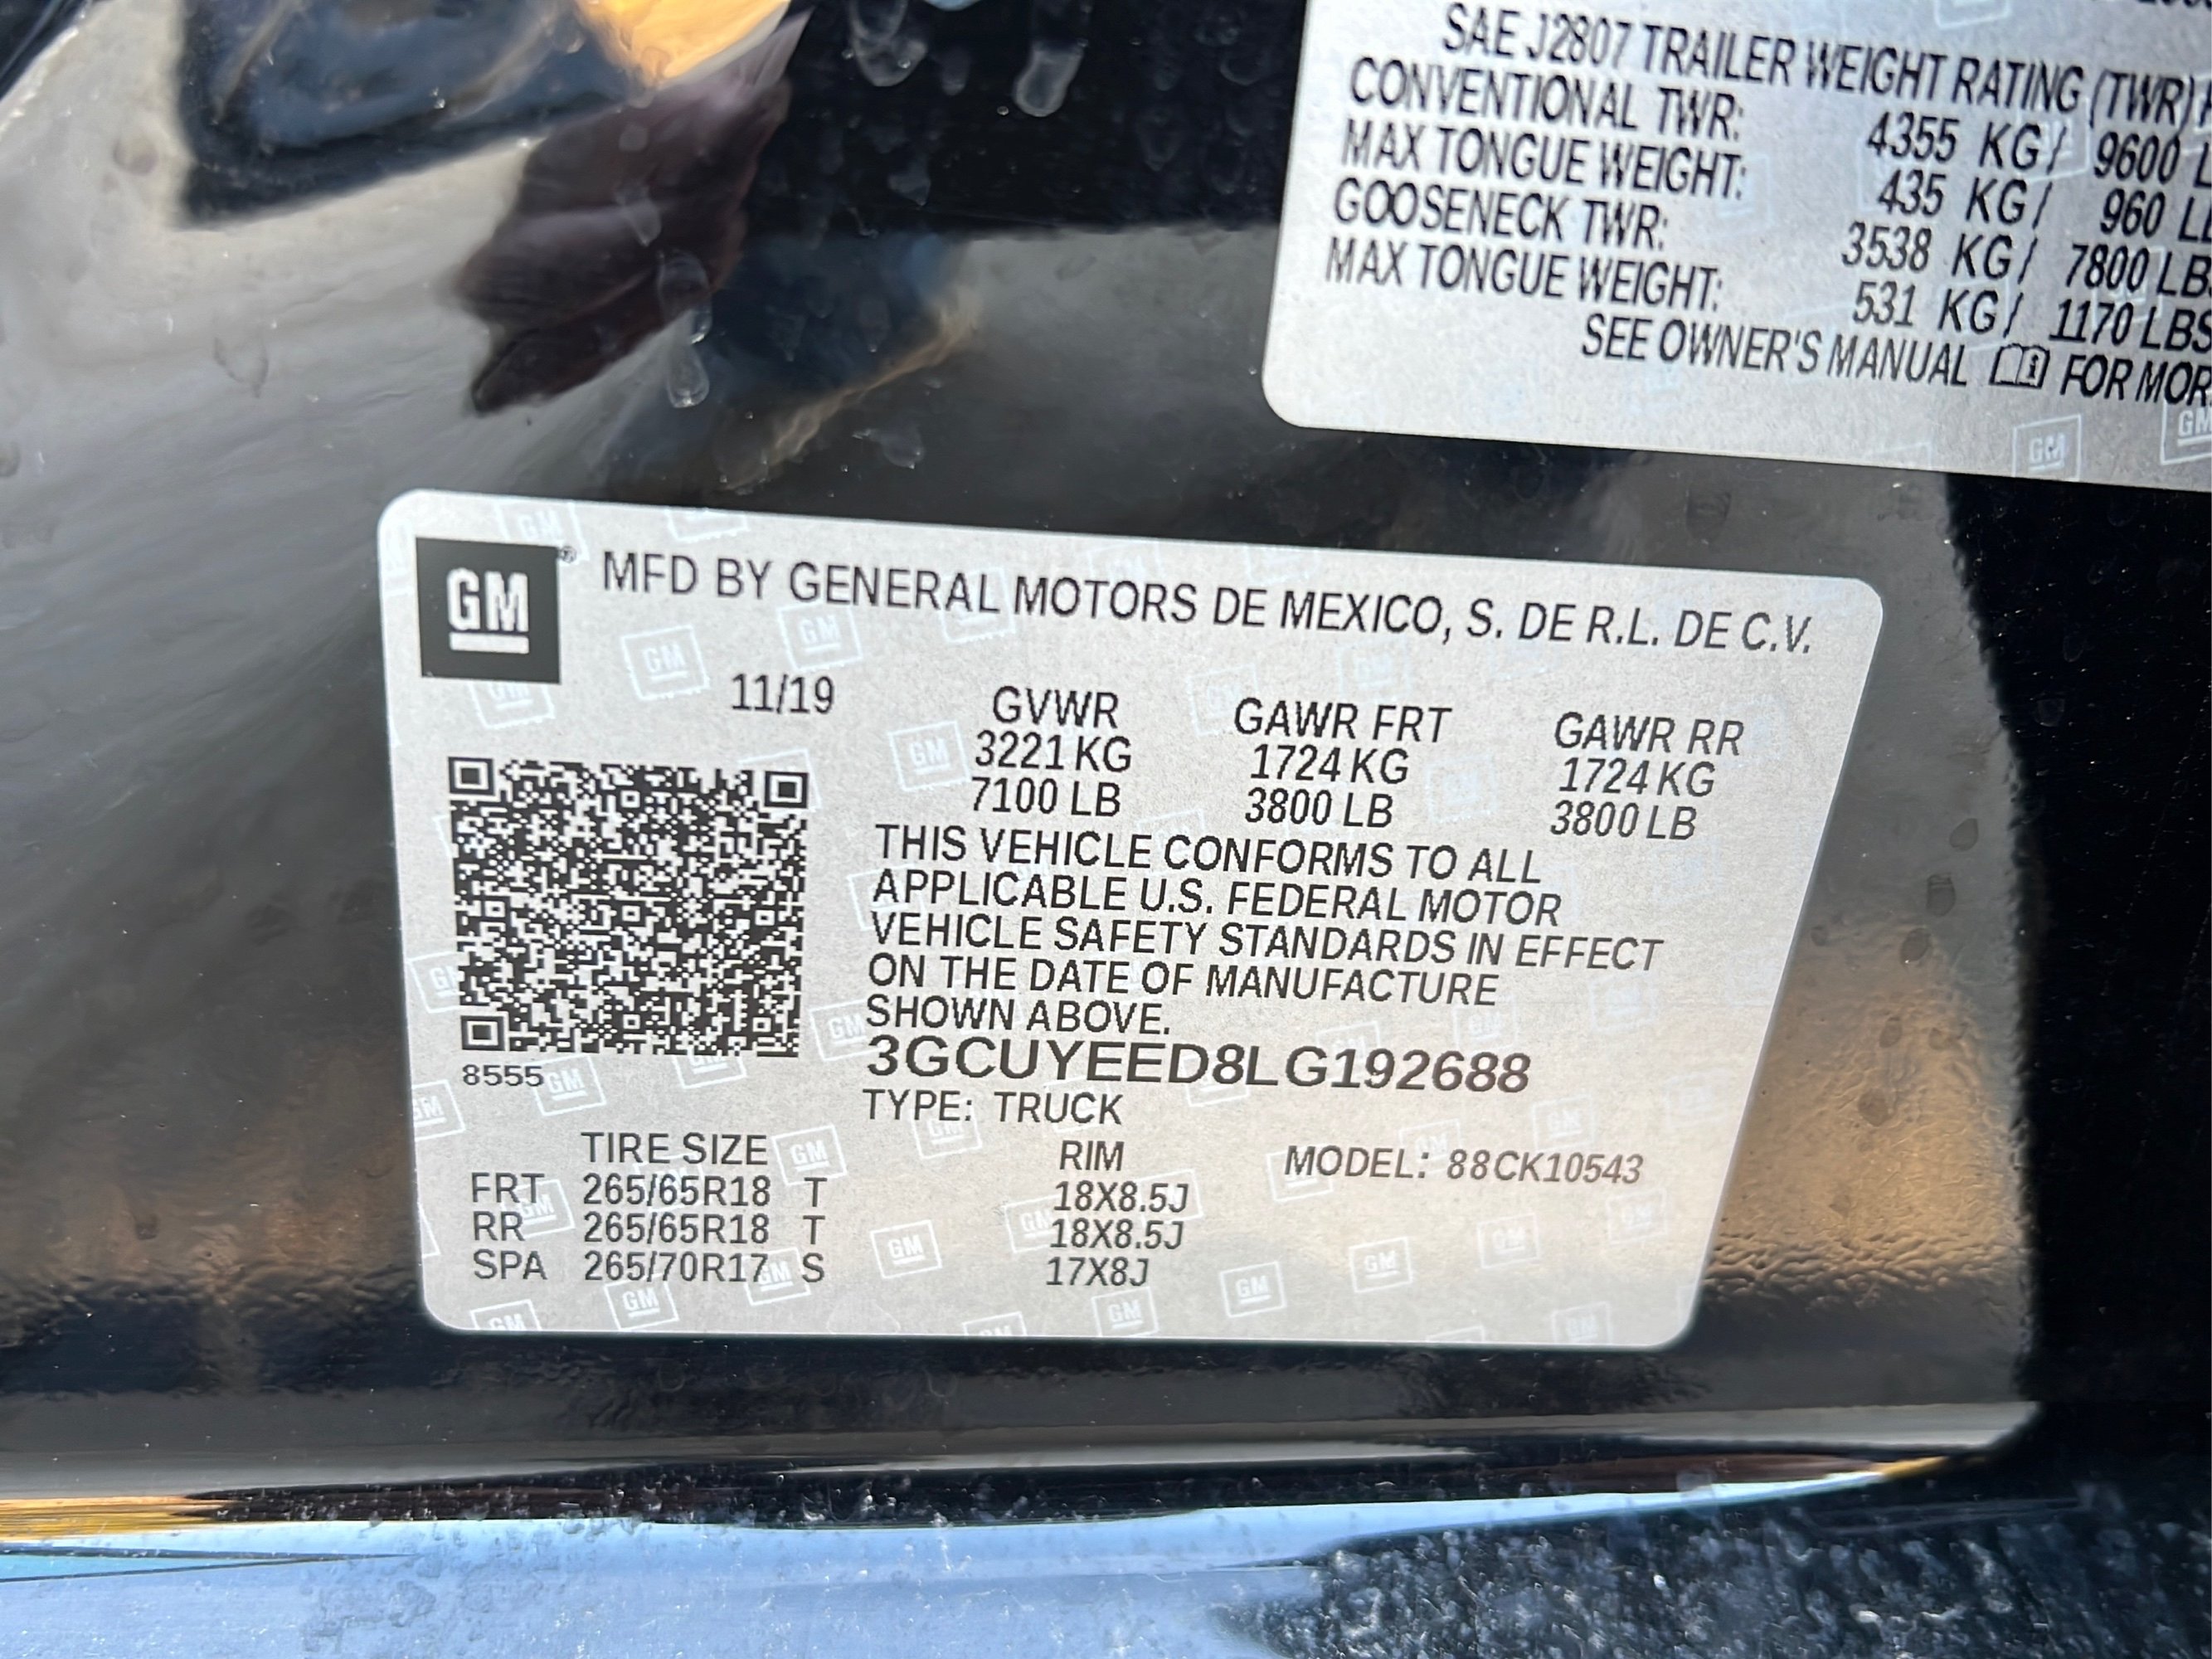 SAE J2807 TRAILER WEIGHT RATING (TWR)
CONVENTIONAL TWR: 4355 KG/ 9600 L
MAX TONGUE WEIGHT: 435 KG/ 960 LB
GOOSENECK TWR: 3538 KG/ 7800 LBS
MAX TONGUE WEIGHT: 531 KG/ 1170 LBS
SEE OWNER'S MANUAL FOR MOR
GM® MFD BY GENERAL MOTORS DE MEXICO, S. DE R.L. DE C.V.
11/19
GVWR GAWR FRT GAWR RR
3221 KG 1724 KG 1724 KG
7100 LB 3800 LB 3800 LB
THIS VEHICLE CONFORMS TO ALL
APPLICABLE U.S. FEDERAL MOTOR
VEHICLE SAFETY STANDARDS IN EFFECT
ON THE DATE OF MANUFACTURE
SHOWN ABOVE.
3GCUYEED8LG192688
8555
TYPE: TRUCK
TIRE SIZE RIM MODEL: 88CK10543
FRT 265/65R18 T 18X8.5J
RR 265/65R18 T 18X8.5J
SPA 265/70R17 S 17X8J